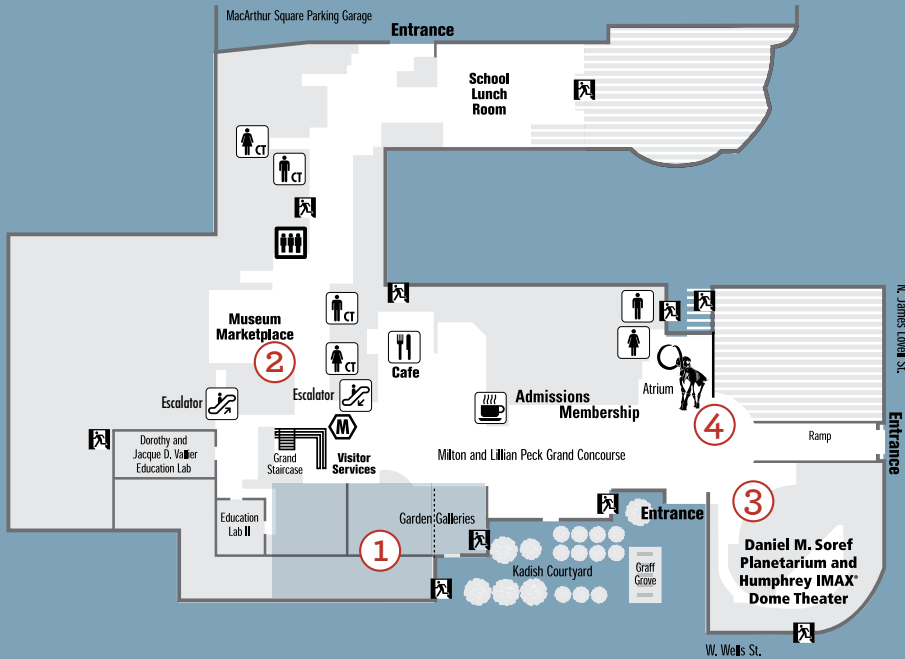 MacArthur Square Parking Garage
Entrance
School
Lunch
Room
CT
CT
CT
Museum
Marketplace
2
CT
Cafe
Escalator
Escalator
M
Grand
Staircase
Visitor
Services
Dorothy and
Jacque D. Vallier
Education Lab
Education
Lab II
Garden Galleries
1
Admissions
Membership
Milton and Lillian Peck Grand Concourse
Atrium
4
Ramp
N. James Lovell St.
Entrance
Entrance
3
Kadish Courtyard
Graff
Grove
Daniel M. Soref
Planetarium and
Humphrey IMAX®
Dome Theater
W. Wells St.